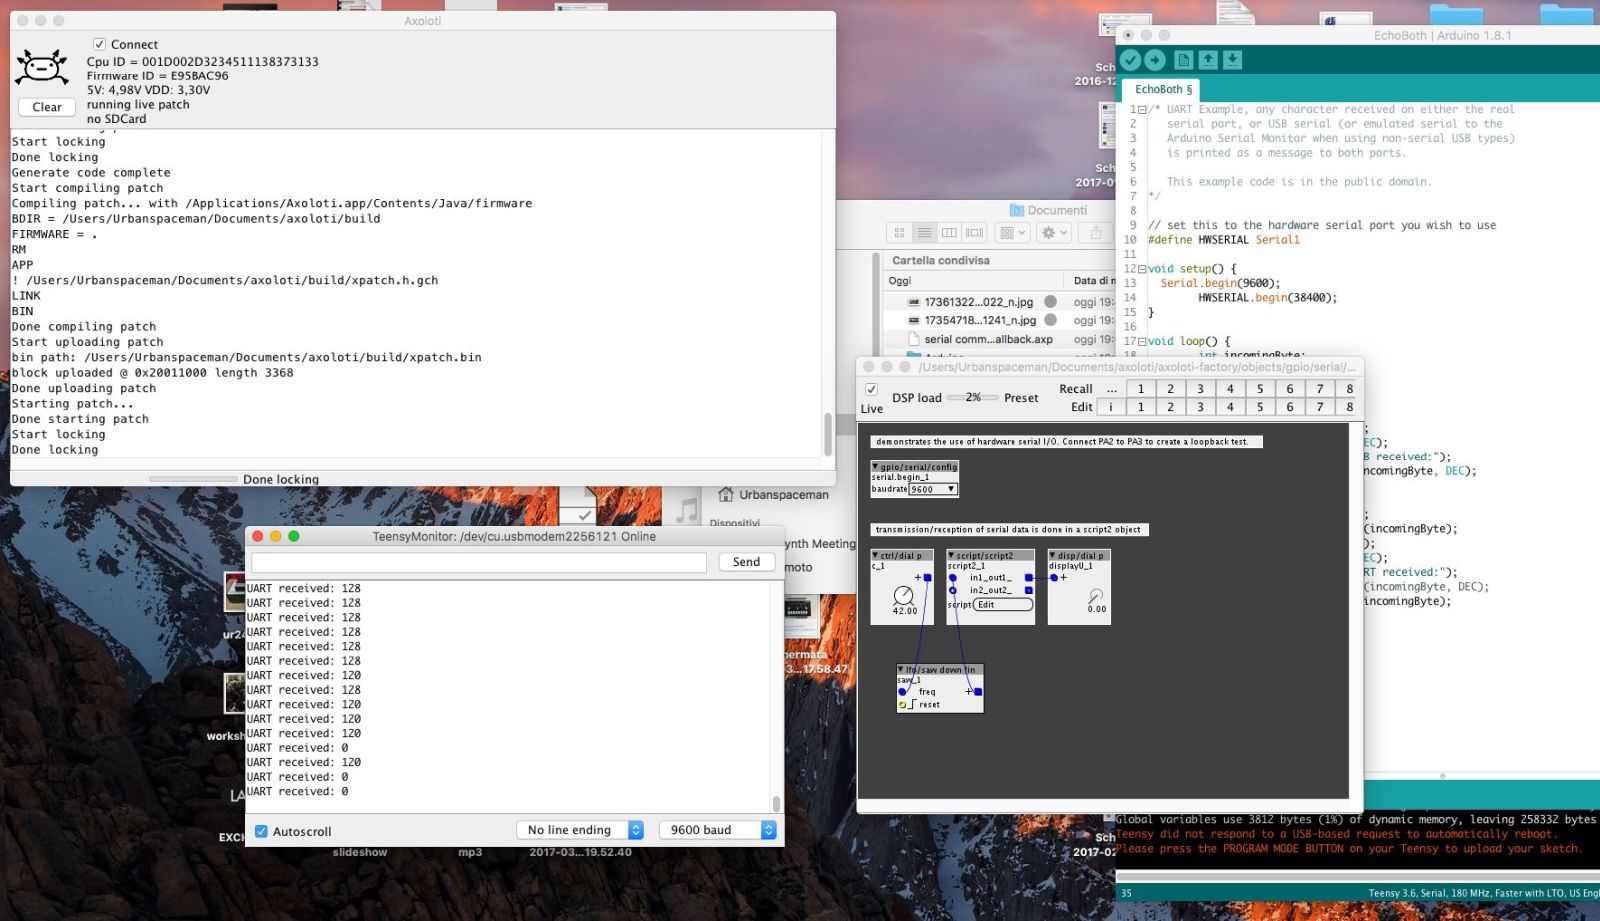 Axoloti
Connect
Cpu ID = 001D002D3234511138373133
Firmware ID = E95BAC96
5V: 4,98V VDD: 3,30V
running live patch
no SDCard
Clear
Start locking
Done locking
Generate code complete
Start compiling patch
Compiling patch... with /Applications/Axoloti.app/Contents/Java/firmware
BDIR = /Users/Urbanspaceman/Documents/axoloti/build
FIRMWARE = .
RM
APP
! /Users/Urbanspaceman/Documents/axoloti/build/xpatch.h.gch
LINK
BIN
Done compiling patch
Start uploading patch
bin path: /Users/Urbanspaceman/Documents/axoloti/build/xpatch.bin
block uploaded @ 0x20011000 length 3368
Done uploading patch
Starting patch...
Done starting patch
Start locking
Done locking
Done locking
TeensyMonitor: /dev/cu.usbmodem2256121 Online
Send
UART received: 128
UART received: 128
UART received: 128
UART received: 128
UART received: 128
UART received: 128
UART received: 120
UART received: 128
UART received: 120
UART received: 120
UART received: 120
UART received: 0
UART received: 120
UART received: 0
UART received: 0
Autoscroll
No line ending
9600 baud
slideshow
mp3
2017-03...19.52.40
ur24
worksh
LA
EXCH
Urbanspaceman
Dispositivi
ynth Meeting
moto
hermata
3...17.58.47
Sch
2016-12
Sch
2017-01
Documenti
Cartella condivisa
Oggi
Data di m
17361322...022_n.jpg
oggi 19:
17354718...1241_n.jpg
oggi 19:
serial comm...allback.axp
oggi 19:
Arduino
/Users/Urbanspaceman/Documents/axoloti/axoloti-factory/objects/gpio/serial/...
Live
DSP load
2%
Preset
Recall ... 1 2 3 4 5 6 7 8
Edit i 1 2 3 4 5 6 7 8
demonstrates the use of hardware serial I/O. Connect PA2 to PA3 to create a loopback test.
gpio/serial/config
serial.begin_1
baudrate 9600
transmission/reception of serial data is done in a script2 object
ctrl/dial p
c_1
+
42.00
script/script2
script2_1
in1_out1_
in2_out2_
script Edit
disp/dial p
displayU_1
+
0.00
lfo/saw down lin
saw_1
freq +
reset
EchoBoth | Arduino 1.8.1
EchoBoth §
1 /* UART Example, any character received on either the real
2 serial port, or USB serial (or emulated serial to the
3 Arduino Serial Monitor when using non-serial USB types)
4 is printed as a message to both ports.
5
6 This example code is in the public domain.
7 */
8
9 // set this to the hardware serial port you wish to use
10 #define HWSERIAL Serial1
11
12 void setup() {
13 Serial.begin(9600);
14 HWSERIAL.begin(38400);
15 }
16
17 void loop() {
18 int incomingByte;
;
EC);
B received:");
ncomingByte, DEC);
;
(incomingByte);
);
EC);
RT received:");
(incomingByte, DEC);
incomingByte);
Sch
2017-02
Global variables use 3812 bytes (1%) of dynamic memory, leaving 258332 bytes
Teensy did not respond to a USB-based request to automatically reboot.
Please press the PROGRAM MODE BUTTON on your Teensy to upload your sketch.
35
Teensy 3.6, Serial, 180 MHz, Faster with LTO, US Engl